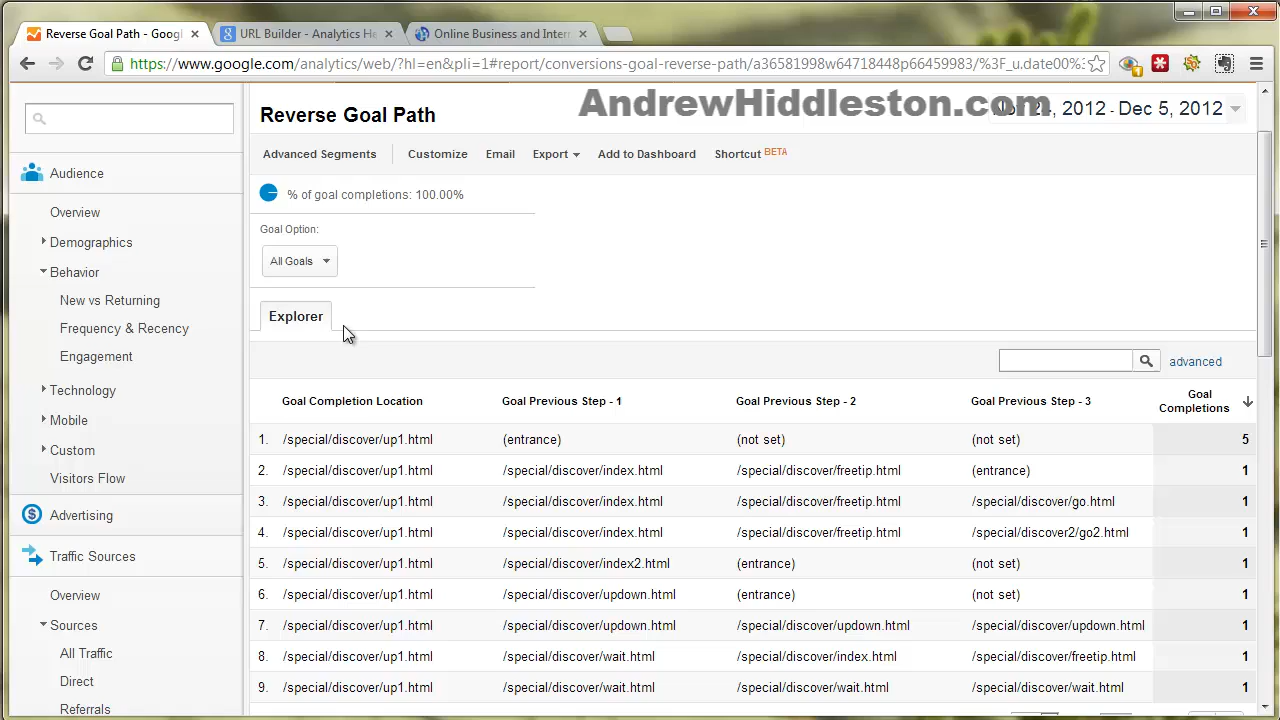 Reverse Goal Path - Googl
URL Builder - Analytics He
Online Business and Intern
https://www.google.com/analytics/web/?hl=en&pli=1#report/conversions-goal-reverse-path/a36581998w64718448p66459983/%3F_u.date00%3
AndrewHiddleston.com
Reverse Goal Path
2012 - Dec 5, 2012
Advanced Segments
Customize
Email
Export
Add to Dashboard
Shortcut BETA
% of goal completions: 100.00%
Goal Option:
All Goals
Explorer
advanced
Goal Completion Location
Goal Previous Step - 1
Goal Previous Step - 2
Goal Previous Step - 3
Goal Completions
1. /special/discover/up1.html (entrance) (not set) (not set) 5
2. /special/discover/up1.html /special/discover/index.html /special/discover/freetip.html (entrance) 1
3. /special/discover/up1.html /special/discover/index.html /special/discover/freetip.html /special/discover/go.html 1
4. /special/discover/up1.html /special/discover/index.html /special/discover/freetip.html /special/discover2/go2.html 1
5. /special/discover/up1.html /special/discover/index2.html (entrance) (not set) 1
6. /special/discover/up1.html /special/discover/updown.html (entrance) (not set) 1
7. /special/discover/up1.html /special/discover/updown.html /special/discover/updown.html /special/discover/updown.html 1
8. /special/discover/up1.html /special/discover/wait.html /special/discover/index.html /special/discover/freetip.html 1
9. /special/discover/up1.html /special/discover/wait.html /special/discover/wait.html /special/discover/wait.html 1
Audience
Overview
Demographics
Behavior
New vs Returning
Frequency & Recency
Engagement
Technology
Mobile
Custom
Visitors Flow
Advertising
Traffic Sources
Overview
Sources
All Traffic
Direct
Referrals